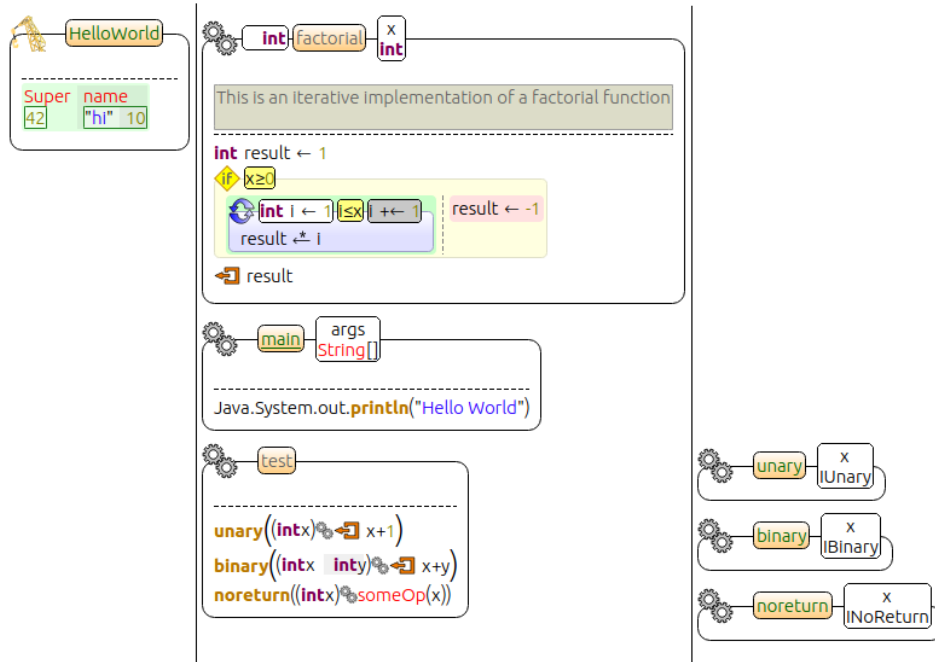 HelloWorld
Super name
42 "hi" 10
int factorial x
int
This is an iterative implementation of a factorial function
int result ← 1
if x≥0
int i ← 1 i≤x i +← 1
result ←* i
result ← -1
result
main args
String[]
Java.System.out.println("Hello World")
test
unary((intx) x+1)
binary((intx inty) x+y)
noreturn((intx)someOp(x))
unary x
IUnary
binary x
IBinary
noreturn x
INoReturn